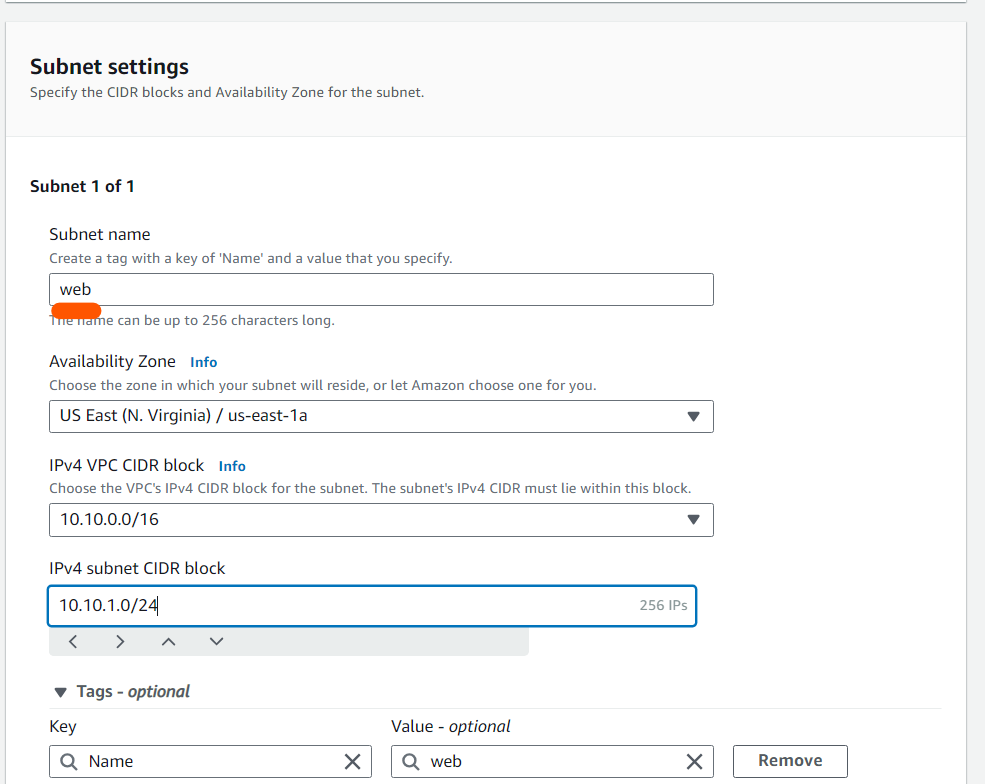 Subnet settings
Specify the CIDR blocks and Availability Zone for the subnet.
Subnet 1 of 1
Subnet name
Create a tag with a key of 'Name' and a value that you specify.
web
The name can be up to 256 characters long.
Availability Zone Info
Choose the zone in which your subnet will reside, or let Amazon choose one for you.
US East (N. Virginia) / us-east-1a
IPv4 VPC CIDR block Info
Choose the VPC's IPv4 CIDR block for the subnet. The subnet's IPv4 CIDR must lie within this block.
10.10.0.0/16
IPv4 subnet CIDR block
10.10.1.0/24 256 IPs
Tags - optional
Key Value - optional
Name web Remove